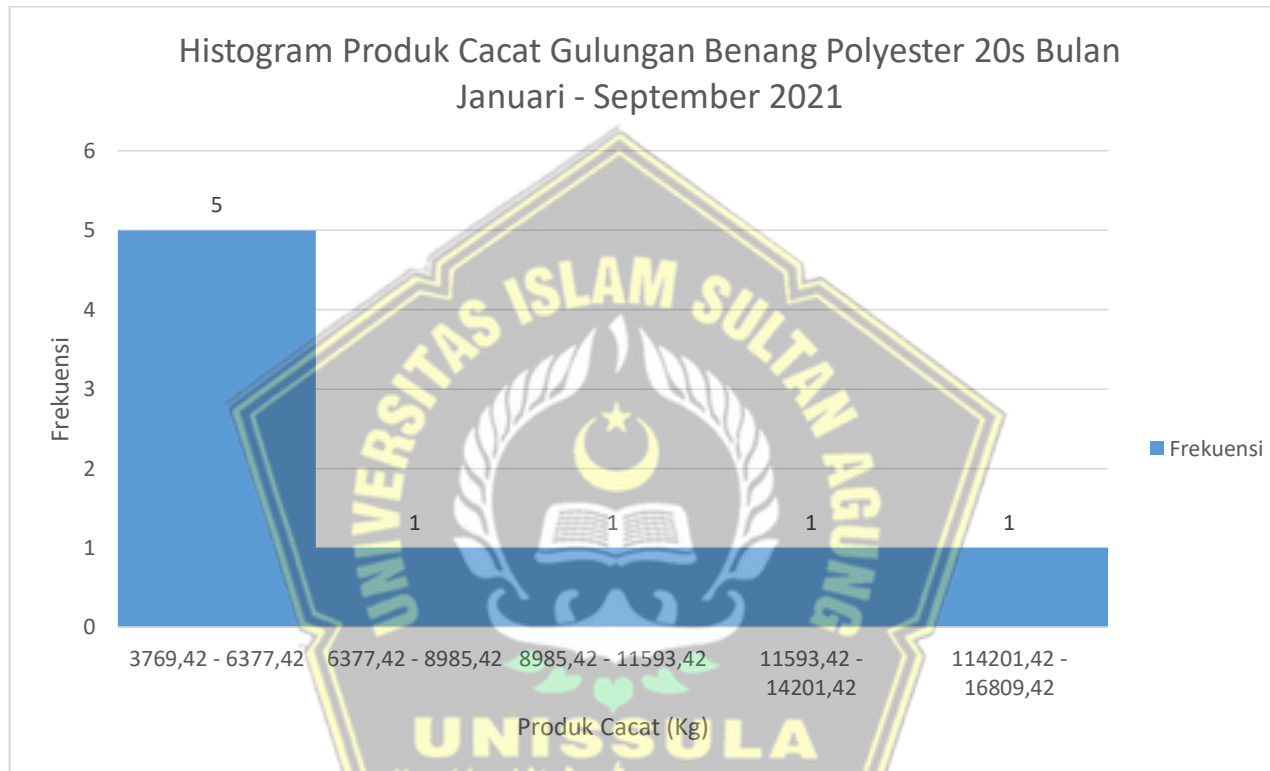 Histogram Produk Cacat Gulungan Benang Polyester 20s Bulan
Januari - September 2021
6
5
4
3
2
1
0
Frekuensi
5
1
1
1
1
3769,42 - 6377,42
6377,42 - 8985,42
8985,42 - 11593,42
11593,42 -
14201,42
114201,42 -
16809,42
Produk Cacat (Kg)
Frekuensi
UNIVERSITAS ISLAM SULTAN AGUNG
UNISSULA